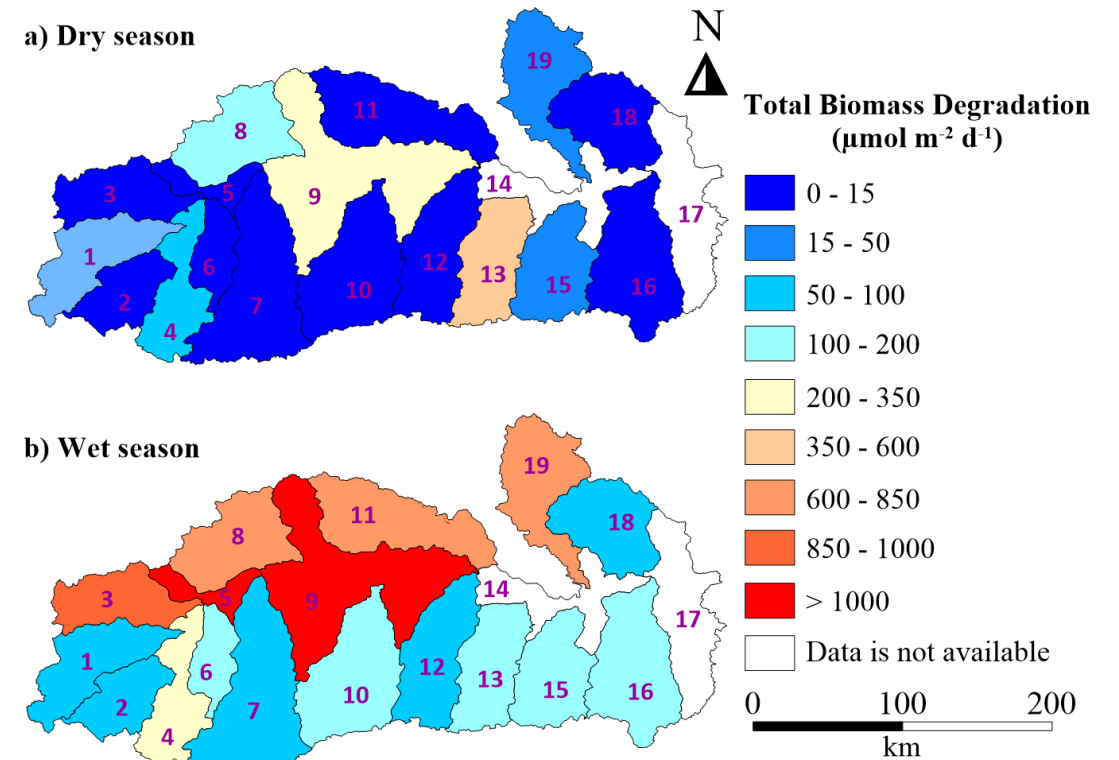 a) Dry season
N
19
11
18
8
3
5
14
9
17
1
6
12
13
2
7
10
15
16
4
Total Biomass Degradation
(μmol m⁻² d⁻¹)
0 - 15
15 - 50
50 - 100
100 - 200
200 - 350
350 - 600
600 - 850
850 - 1000
> 1000
Data is not available
0 100 200
km
b) Wet season
19
11
18
8
14
3
5
9
17
1
6
12
13
15
16
10
2
7
4